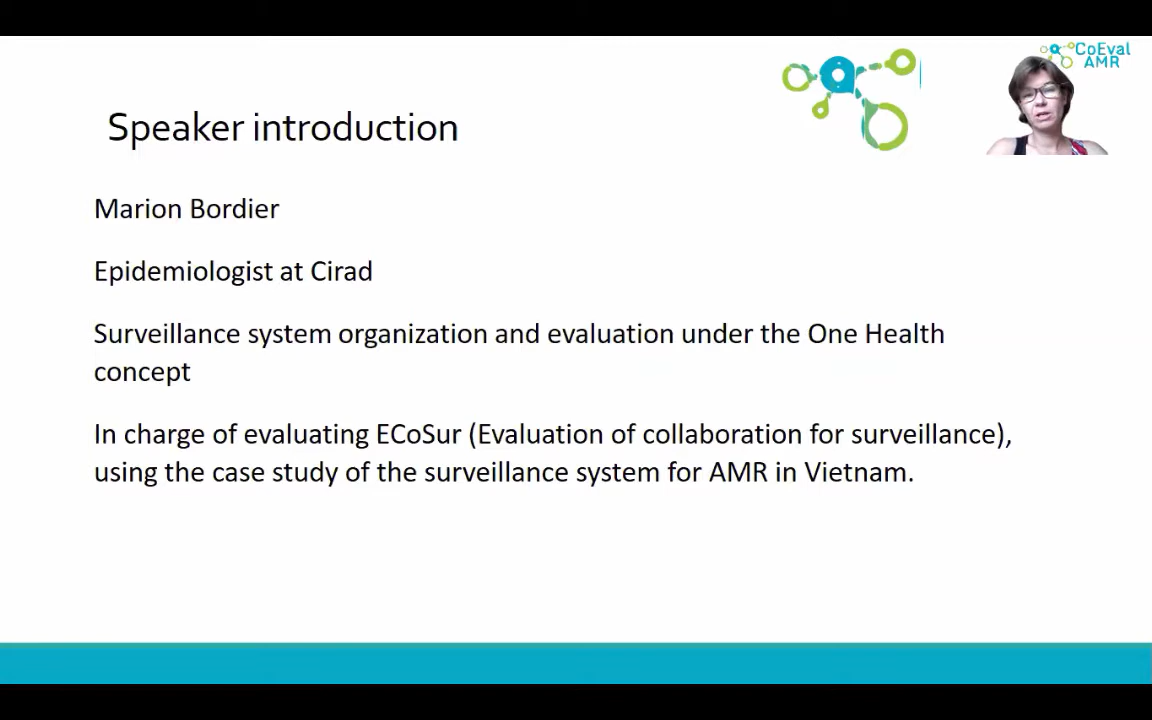 CoEval
AMR
Speaker introduction
Marion Bordier
Epidemiologist at Cirad
Surveillance system organization and evaluation under the One Health
concept
In charge of evaluating ECoSur (Evaluation of collaboration for surveillance),
using the case study of the surveillance system for AMR in Vietnam.